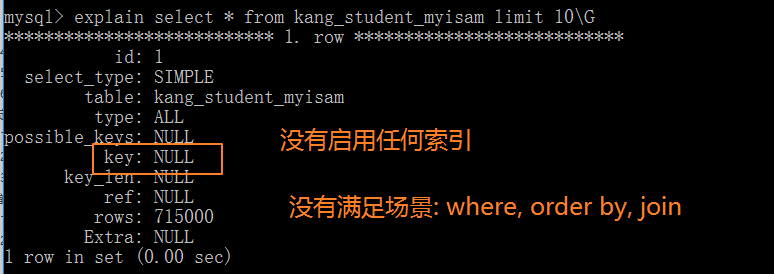 mysql> explain select * from kang_student_myisam limit 10\G
*************************** 1. row ***************************
id: 1
select_type: SIMPLE
table: kang_student_myisam
type: ALL
possible_keys: NULL
没有启用任何索引
key: NULL
key_len: NULL
ref: NULL
没有满足场景: where, order by, join
rows: 715000
Extra: NULL
1 row in set (0.00 sec)